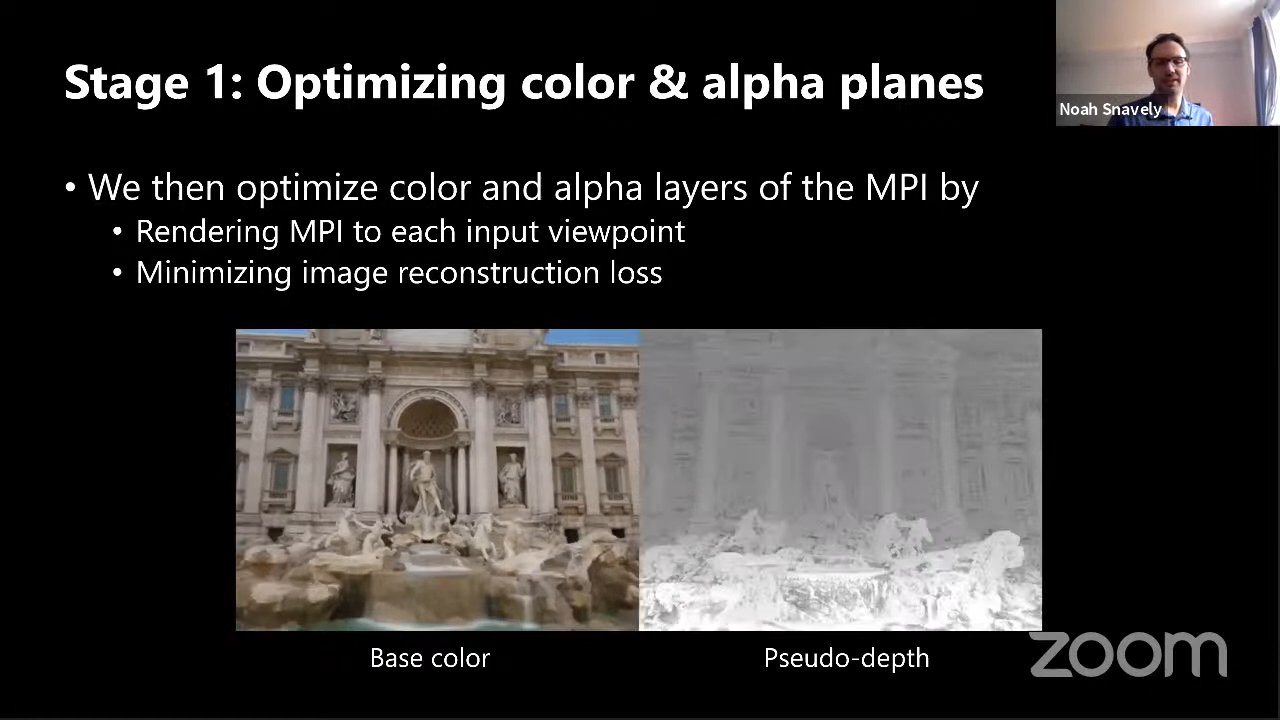 Stage 1: Optimizing color & alpha planes
Noah Snavely
• We then optimize color and alpha layers of the MPI by
• Rendering MPI to each input viewpoint
• Minimizing image reconstruction loss
Base color
Pseudo-depth
zoom